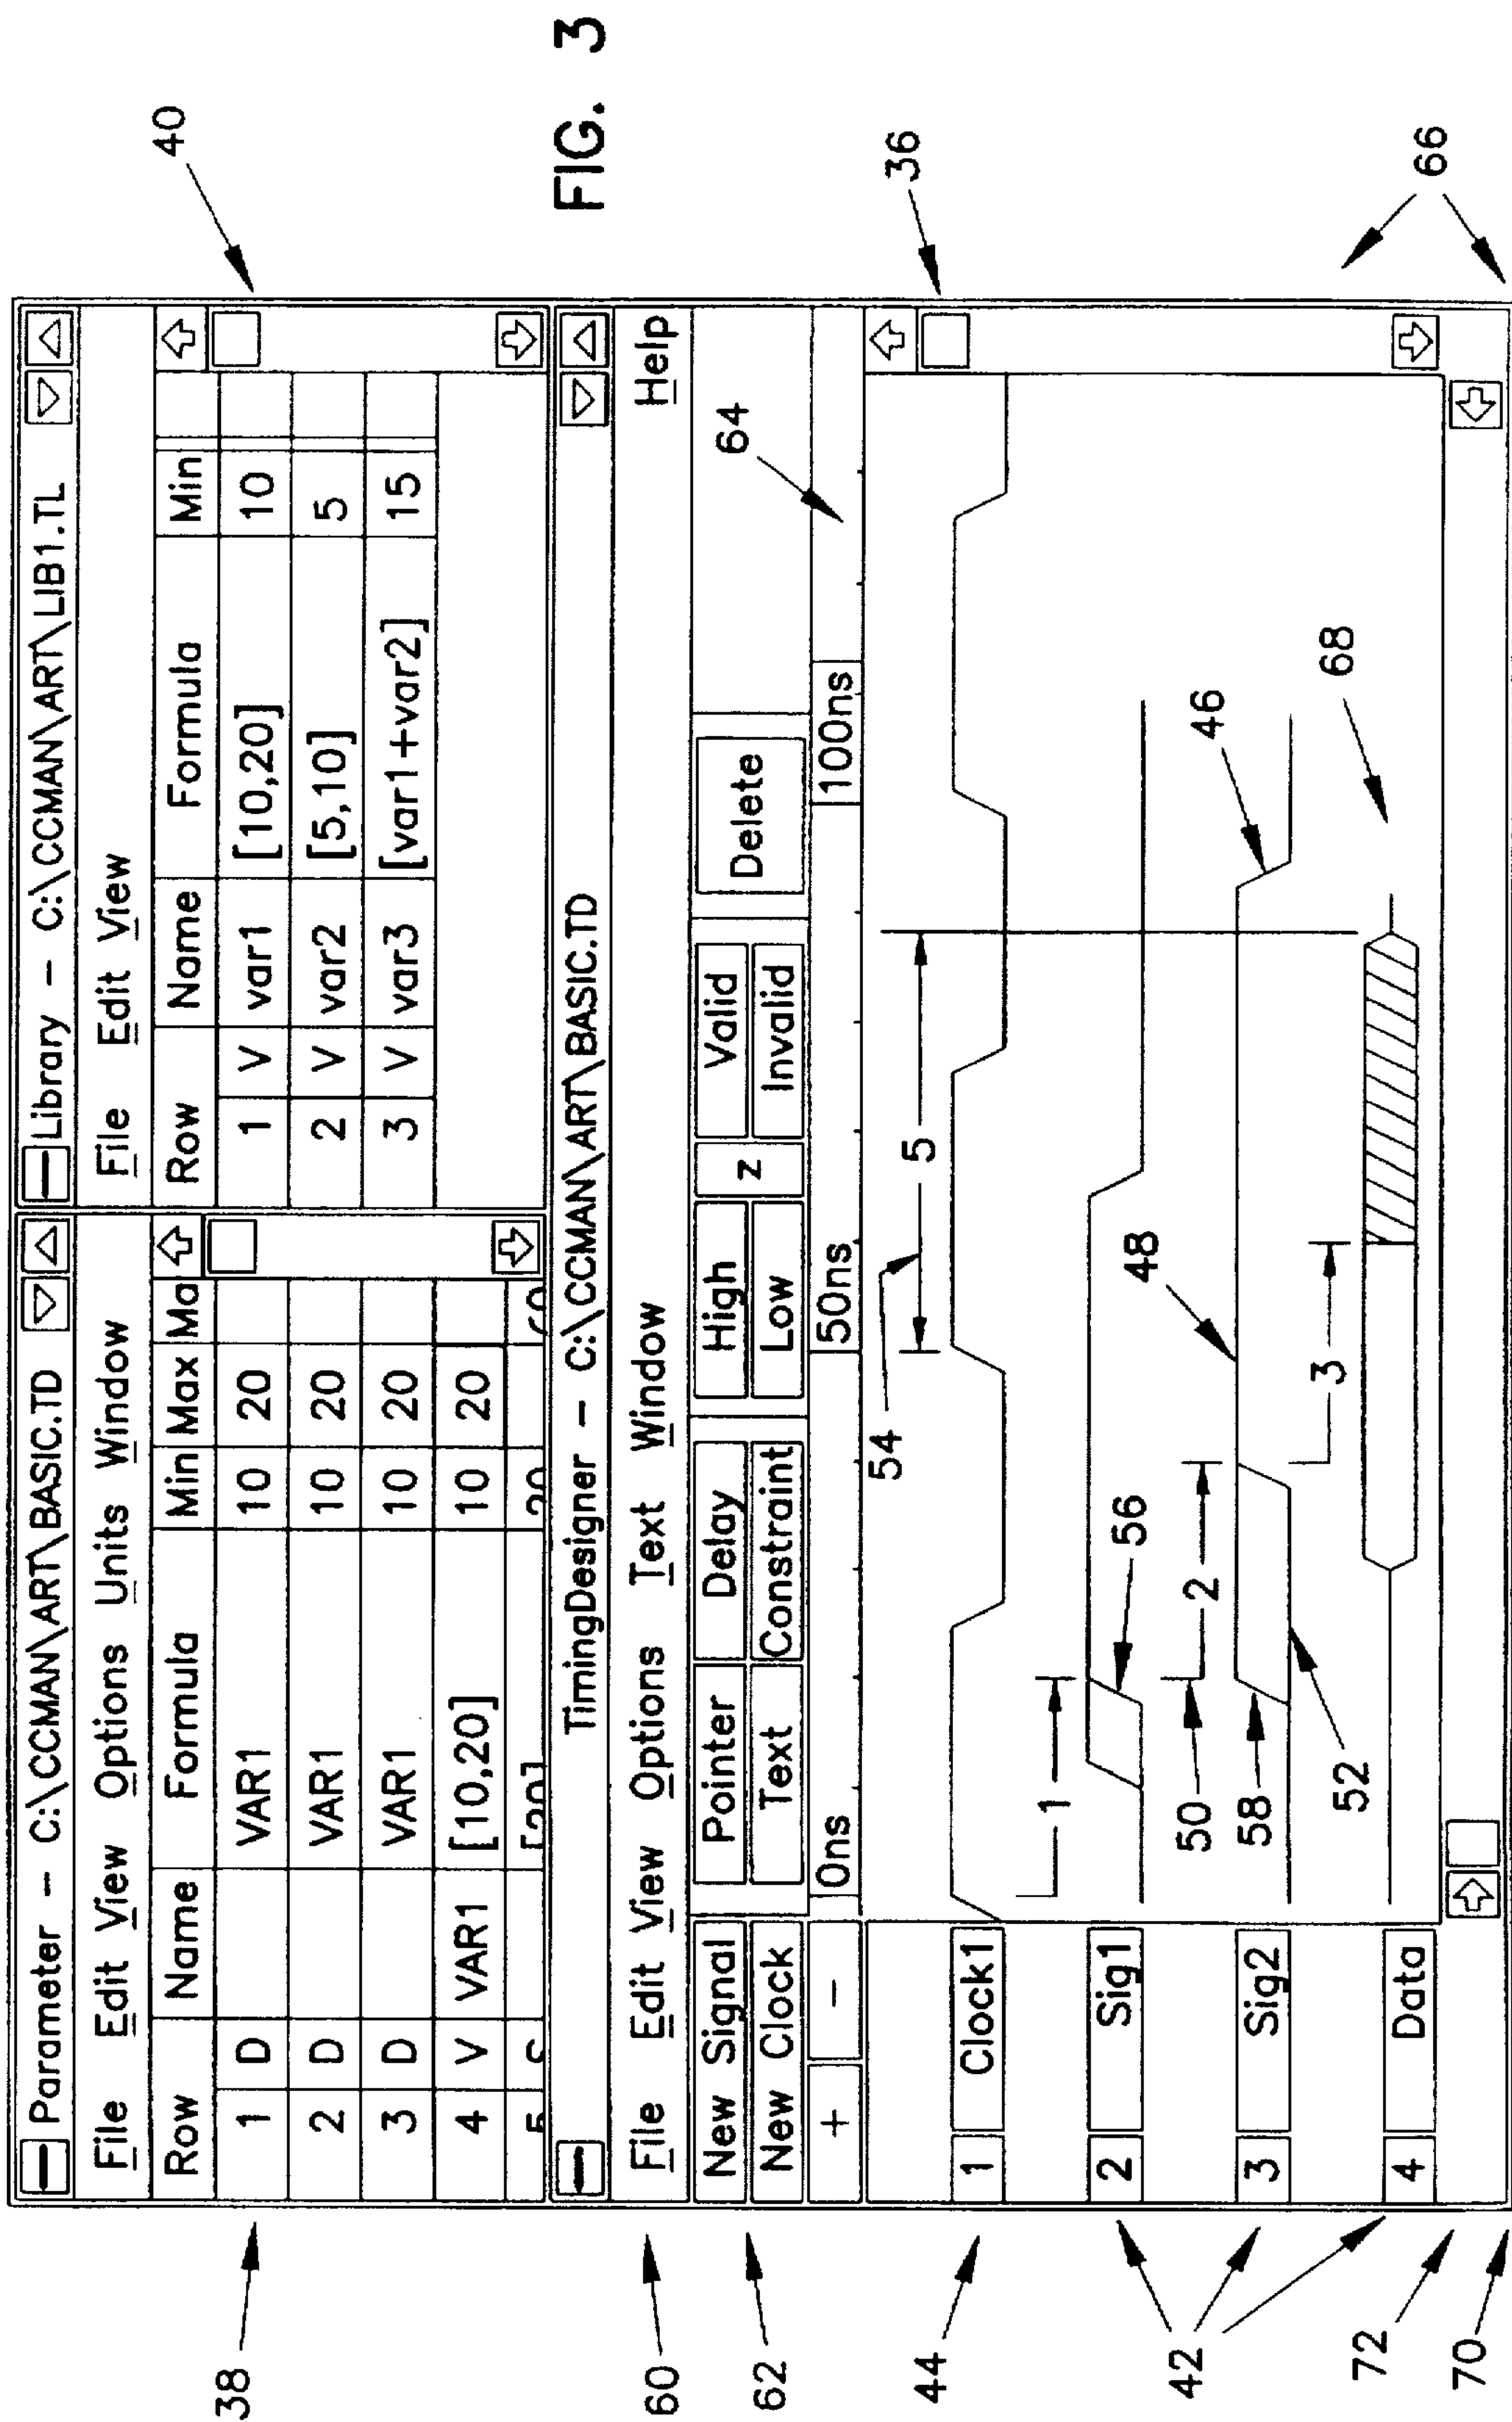 FIG. 3
Parameter - C:\CCMAN\ART\BASIC.TD
File Edit View Options Units Window
Row Name Formula Min Max Ma
1 D VAR1 10 20
2 D VAR1 10 20
3 D VAR1 10 20
4 V VAR1 [10,20] 10 20
Library - C:\CCMAN\ART\LIB1.TL
File Edit View
Row Name Formula Min
1 V var1 [10,20] 10
2 V var2 [5,10] 5
3 V var3 [var1+var2] 15
TimingDesigner - C:\CCMAN\ART\BASIC.TD
File Edit View Options Text Window Help
New Signal Pointer Delay High z Valid Delete
New Clock Text Constraint Low Invalid
+ - 0ns 50ns 100ns
1 Clock1
2 Sig1
3 Sig2
4 Data
1
2
3
5
38
40
60
62
64
36
44
54
56
42
50
48
46
58
52
68
72
70
66